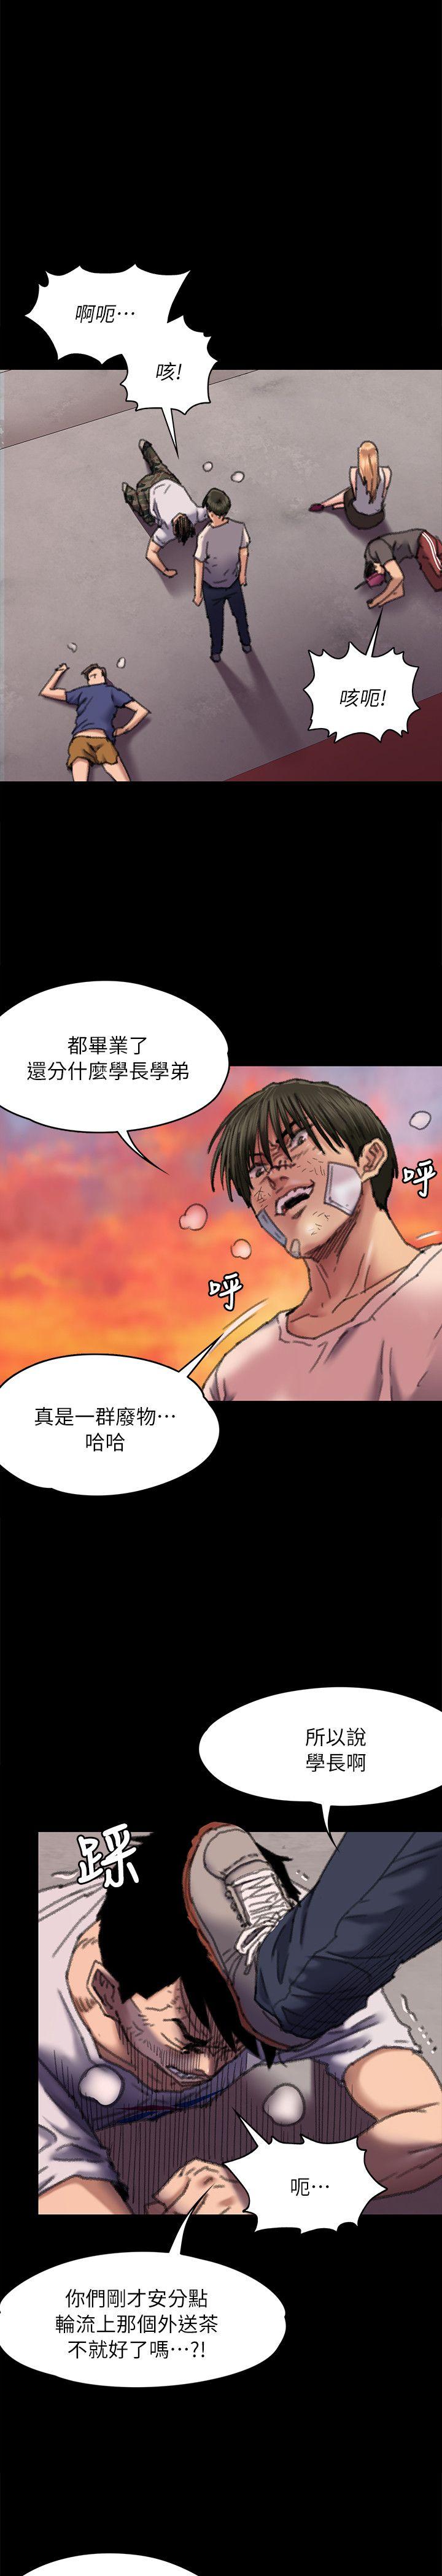 啊呃⋯
咳!
咳呃!
都畢業了
還分什麼學長學弟
呼
呼
真是一群廢物⋯
哈哈
所以說
學長啊
踩
呃⋯
你們剛才安分點
輪流上那個外送茶
不就好了嗎⋯?!